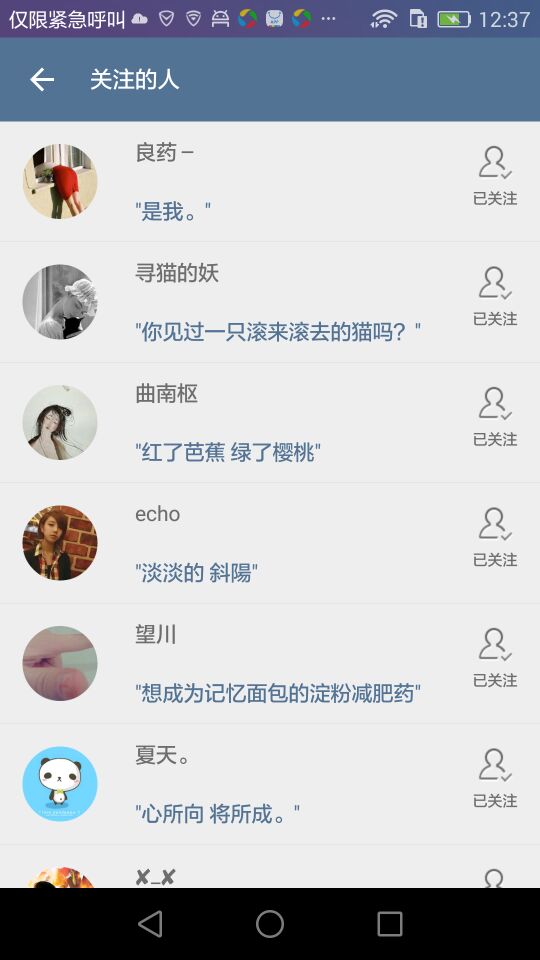 仅限紧急呼叫 ... 12:37
关注的人
良药 –
"是我。"
已关注
寻猫的妖
"你见过一只滚来滚去的猫吗？"
已关注
曲南枢
"红了芭蕉 绿了樱桃"
已关注
echo
"淡淡的 斜陽"
已关注
望川
"想成为记忆面包的淀粉减肥药"
已关注
夏天。
"心所向 将所成。"
已关注
✘_✘